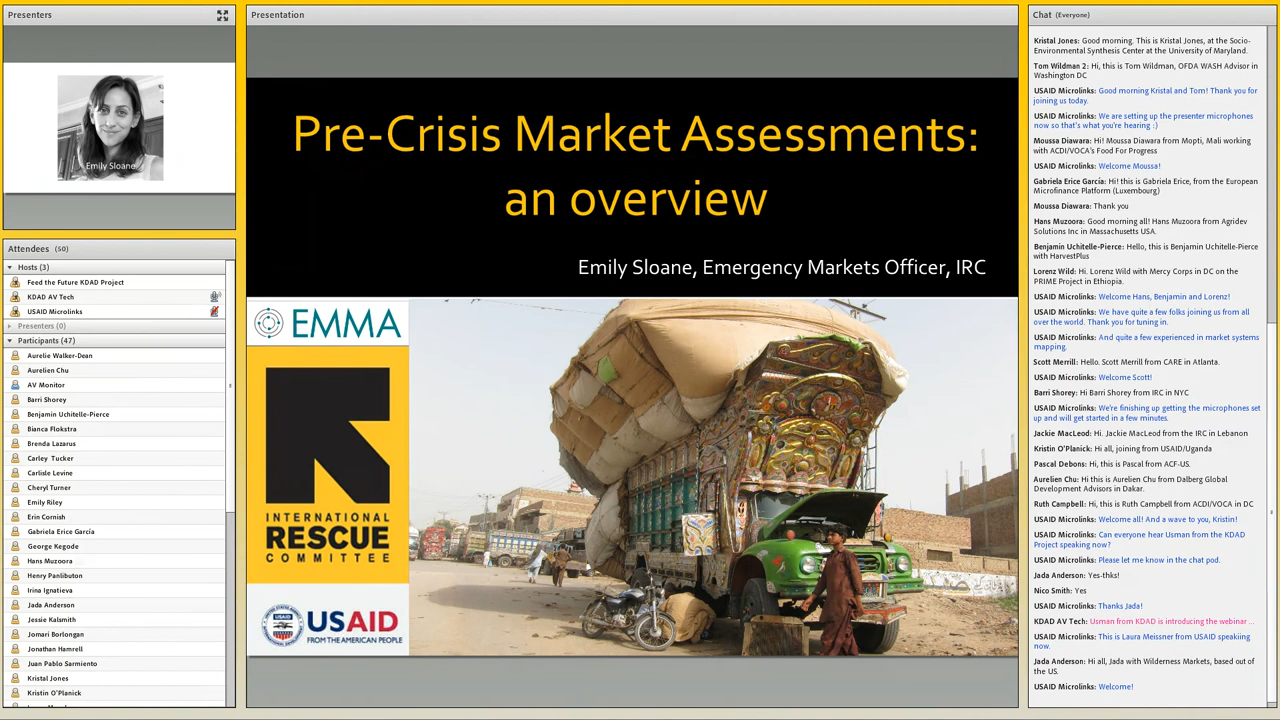 Presenters
Emily Sloane
Attendees (50)
Hosts (3)
Feed the Future KDAD Project
KDAD AV Tech
USAID Microlinks
Presenters (0)
Participants (47)
Aurelie Walker-Dean
Aurelien Chu
AV Monitor
Barri Shorey
Benjamin Uchitelle-Pierce
Bianca Flokstra
Brenda Lazarus
Carley Tucker
Carlisle Levine
Cheryl Turner
Emily Riley
Erin Cornish
Gabriela Erice García
George Kegode
Hans Muzoora
Henry Panlibuton
Irina Ignatieva
Jada Anderson
Jessie Kalsmith
Jomari Borlongan
Jonathan Hamrell
Juan Pablo Sarmiento
Kristal Jones
Kristin O'Planick
Presentation
Pre-Crisis Market Assessments:
an overview
Emily Sloane, Emergency Markets Officer, IRC
EMMA
INTERNATIONAL
RESCUE
COMMITTEE
USAID
FROM THE AMERICAN PEOPLE
Chat (Everyone)
Kristal Jones: Good morning. This is Kristal Jones, at the Socio-
Environmental Synthesis Center at the University of Maryland.
Tom Wildman 2: Hi, this is Tom Wildman, OFDA WASH Advisor in
Washington DC
USAID Microlinks: Good morning Kristal and Tom! Thank you for
joining us today.
USAID Microlinks: We are setting up the presenter microphones
now so that's what you're hearing :)
Moussa Diawara: Hi! Moussa Diawara from Mopti, Mali working
with ACDI/VOCA's Food For Progress
USAID Microlinks: Welcome Moussa!
Gabriela Erice García: Hi! this is Gabriela Erice, from the European
Microfinance Platform (Luxembourg)
Moussa Diawara: Thank you
Hans Muzoora: Good morning all! Hans Muzoora from Agridev
Solutions Inc in Massachusetts USA.
Benjamin Uchitelle-Pierce: Hello, this is Benjamin Uchitelle-Pierce
with HarvestPlus
Lorenz Wild: Hi. Lorenz Wild with Mercy Corps in DC on the
PRIME Project in Ethiopia.
USAID Microlinks: Welcome Hans, Benjamin and Lorenz!
USAID Microlinks: We have quite a few folks joining us from all
over the world. Thank you for tuning in.
USAID Microlinks: And quite a few experienced in market systems
mapping.
Scott Merrill: Hello. Scott Merrill from CARE in Atlanta.
USAID Microlinks: Welcome Scott!
Barri Shorey: Hi Barri Shorey from IRC in NYC
USAID Microlinks: We're finishing up getting the microphones set
up and will get started in a few minutes.
Jackie MacLeod: Hi. Jackie MacLeod from the IRC in Lebanon
Kristin O'Planick: Hi all, joining from USAID/Uganda
Pascal Debons: Hi, this is Pascal from ACF-US.
Aurelien Chu: Hi this is Aurelien Chu from Dalberg Global
Development Advisors in Dakar.
Ruth Campbell: Hi, this is Ruth Campbell from ACDI/VOCA in DC
USAID Microlinks: Welcome all! And a wave to you, Kristin!
USAID Microlinks: Can everyone hear Usman from the KDAD
Project speaking now?
USAID Microlinks: Please let me know in the chat pod.
Jada Anderson: Yes-thks!
Nico Smith: Yes
USAID Microlinks: Thanks Jada!
KDAD AV Tech: Usman from KDAD is introducing the webinar ...
USAID Microlinks: This is Laura Meissner from USAID speakiing
now.
Jada Anderson: Hi all, Jada with Wilderness Markets, based out of
the US.
USAID Microlinks: Welcome!